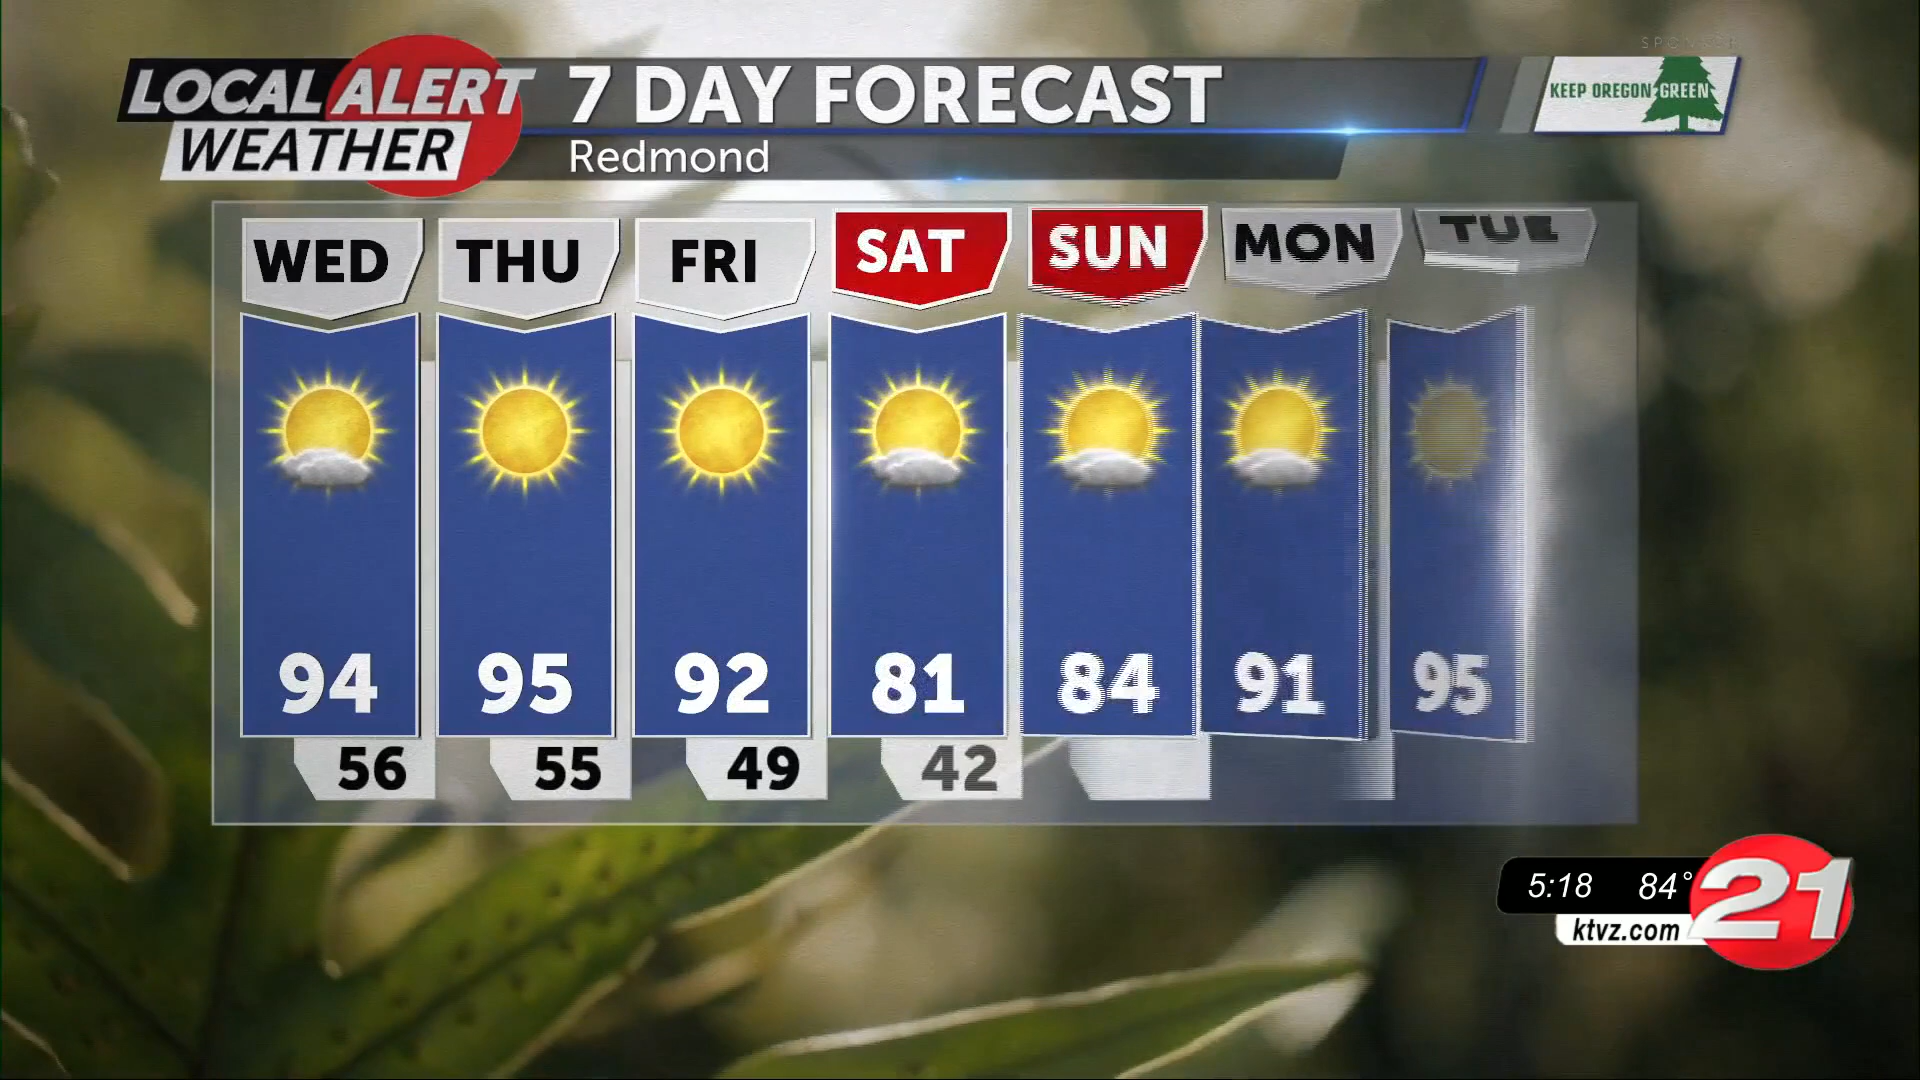 SPONSOR
LOCAL ALERT
WEATHER
7 DAY FORECAST
Redmond
KEEP OREGON GREEN
WED THU FRI SAT SUN MON TUE
94 95 92 81 84 91 95
56 55 49 42
5:18 84°
21
ktvz.com